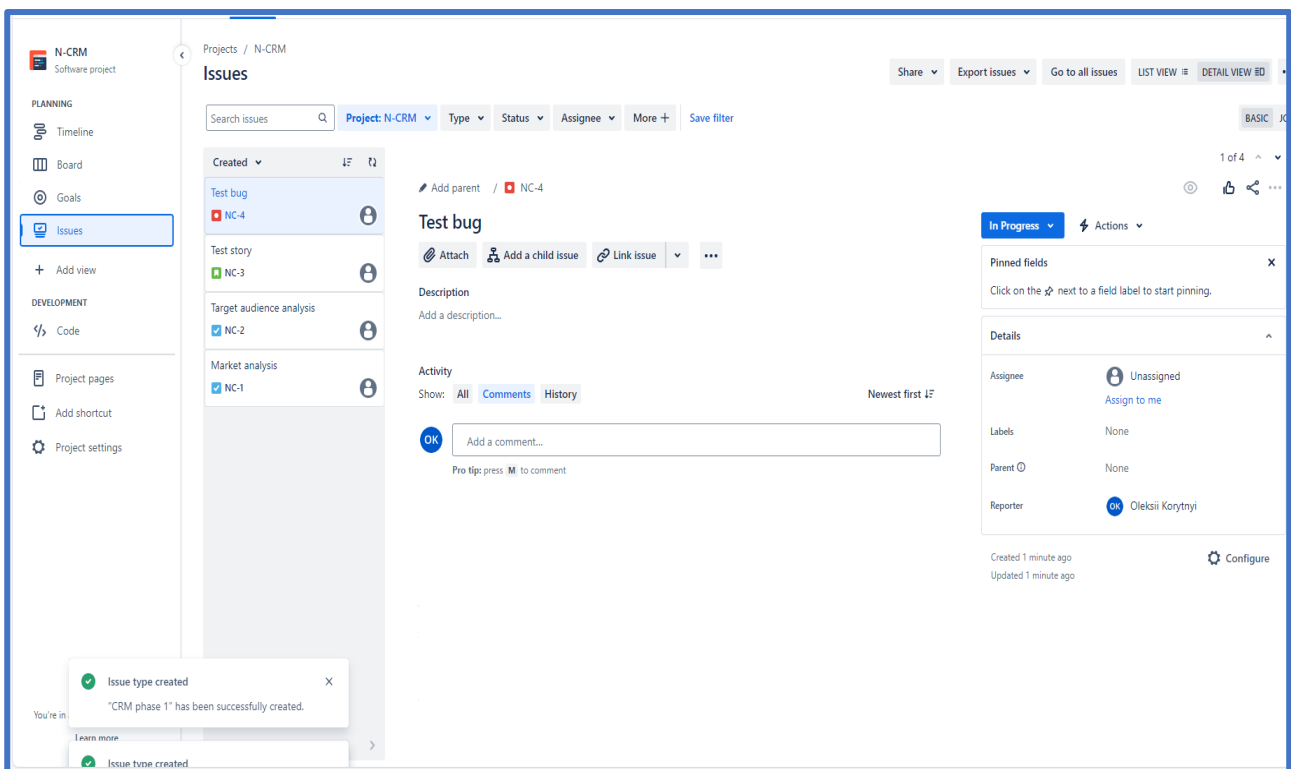 N-CRM
Software project
PLANNING
Timeline
Board
Goals
Issues
Add view
DEVELOPMENT
Code
Project pages
Add shortcut
Project settings
You're in
Learn more
Projects / N-CRM
Issues
Share
Export issues
Go to all issues
LIST VIEW
DETAIL VIEW
Search issues
Project: N-CRM
Type
Status
Assignee
More
Save filter
BASIC
Created
Test bug
NC-4
Test story
NC-3
Target audience analysis
NC-2
Market analysis
NC-1
1 of 4
Add parent / NC-4
Test bug
Attach
Add a child issue
Link issue
Description
Add a description...
Activity
Show: All Comments History
Newest first
OK
Add a comment...
Pro tip: press M to comment
In Progress
Actions
Pinned fields
Click on the next to a field label to start pinning.
Details
Assignee
Unassigned
Assign to me
Labels
None
Parent
None
Reporter
OK Oleksii Korytnyi
Created 1 minute ago
Updated 1 minute ago
Configure
Issue type created
"CRM phase 1" has been successfully created.
Issue type created